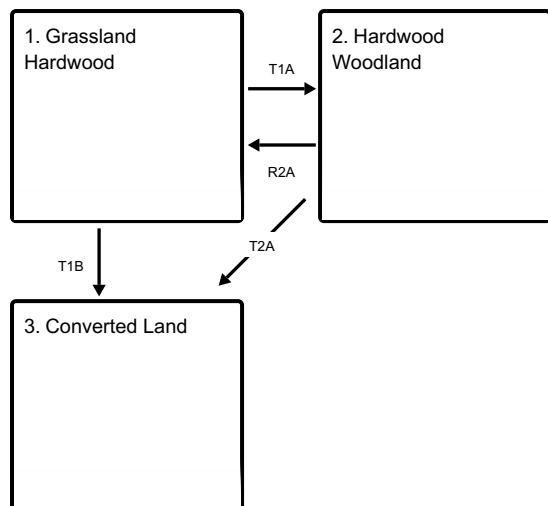 1. Grassland
Hardwood
2. Hardwood
Woodland
T1A
R2A
T1B
T2A
3. Converted Land